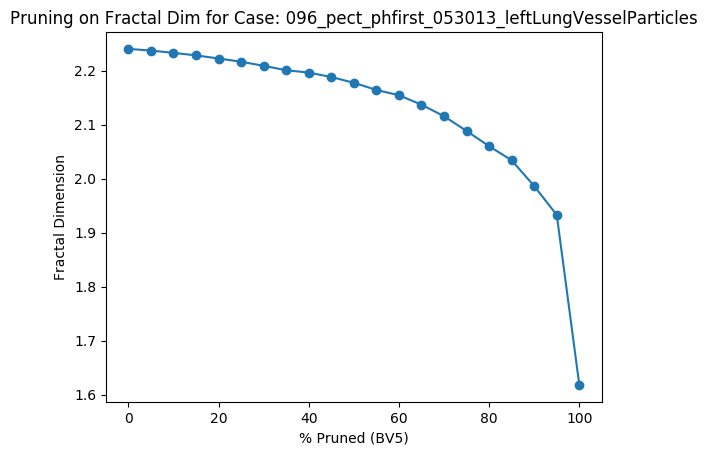 Pruning on Fractal Dim for Case: 096_pect_phfirst_053013_leftLungVesselParticles
Fractal Dimension
2.2
2.1
2.0
1.9
1.8
1.7
1.6
0 20 40 60 80 100
% Pruned (BV5)